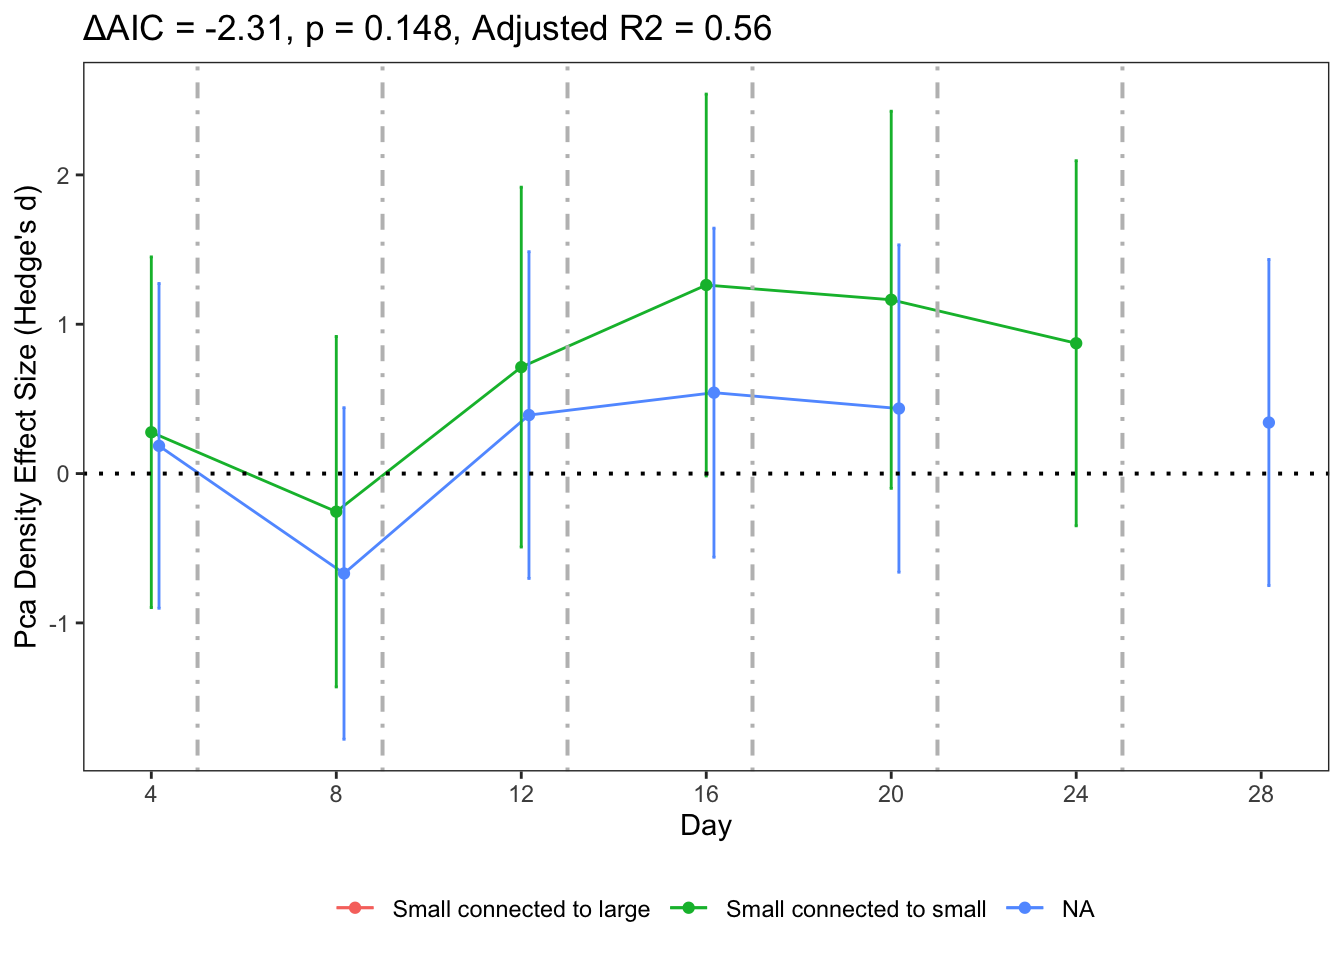 ΔAIC = -2.31, p = 0.148, Adjusted R2 = 0.56
Pca Density Effect Size (Hedge's d)
2
1
0
-1
4 8 12 16 20 24 28
Day
Small connected to large Small connected to small NA